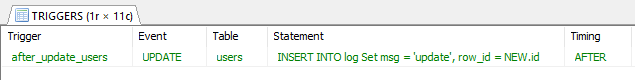 TRIGGERS (1r × 11c)
Trigger Event Table Statement Timing
after_update_users UPDATE users INSERT INTO log Set msg = 'update', row_id = NEW.id AFTER